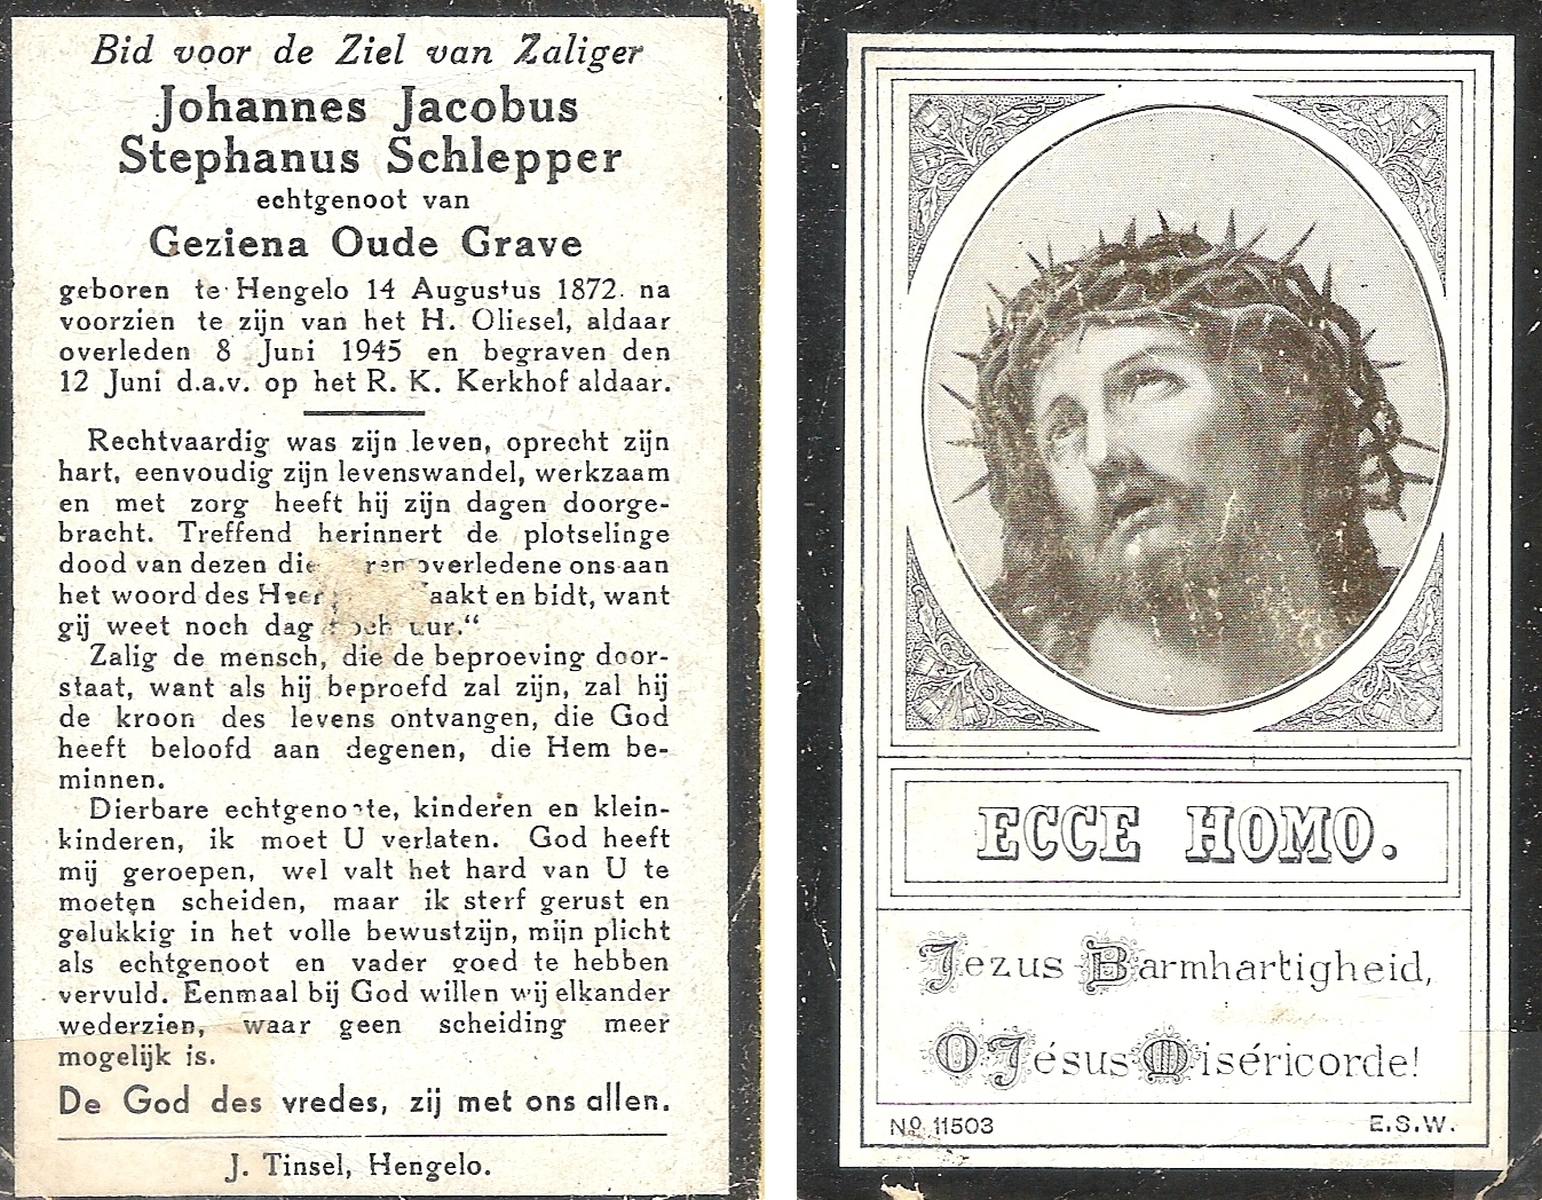 Bid voor de Ziel van Zaliger
Johannes Jacobus
Stephanus Schlepper
echtgenoot van
Geziena Oude Grave
geboren te Hengelo 14 Augustus 1872 na
voorzien te zijn van het H. Oliesel, aldaar
overleden 8 Juni 1945 en begraven den
12 Juni d.a.v. op het R. K. Kerkhof aldaar.
Rechtvaardig was zijn leven, oprecht zijn
hart, eenvoudig zijn levenswandel, werkzaam
en met zorg heeft hij zijn dagen doorge-
bracht. Treffend herinnert de plotselinge
dood van dezen overledene ons aan
het woord des en bidt, want
gij weet noch dag noch uur.“
Zalig de mensch, die de beproeving door-
staat, want als hij beproefd zal zijn, zal hij
de kroon des levens ontvangen, die God
heeft beloofd aan degenen, die Hem be-
minnen.
Dierbare echtgenoote, kinderen en klein-
kinderen, ik moet U verlaten. God heeft
mij geroepen, wel valt het hard van U te
moeten scheiden, maar ik sterf gerust en
gelukkig in het volle bewustzijn, mijn plicht
als echtgenoot en vader goed te hebben
vervuld. Eenmaal bij God willen wij elkander
wederzien, waar geen scheiding meer
mogelijk is.
De God des vredes, zij met ons allen.
J. Tinsel, Hengelo.
ECCE HOMO.
Jezus Barmhartigheid,
O Jésus Miséricorde!
No 11503
E.S.W.